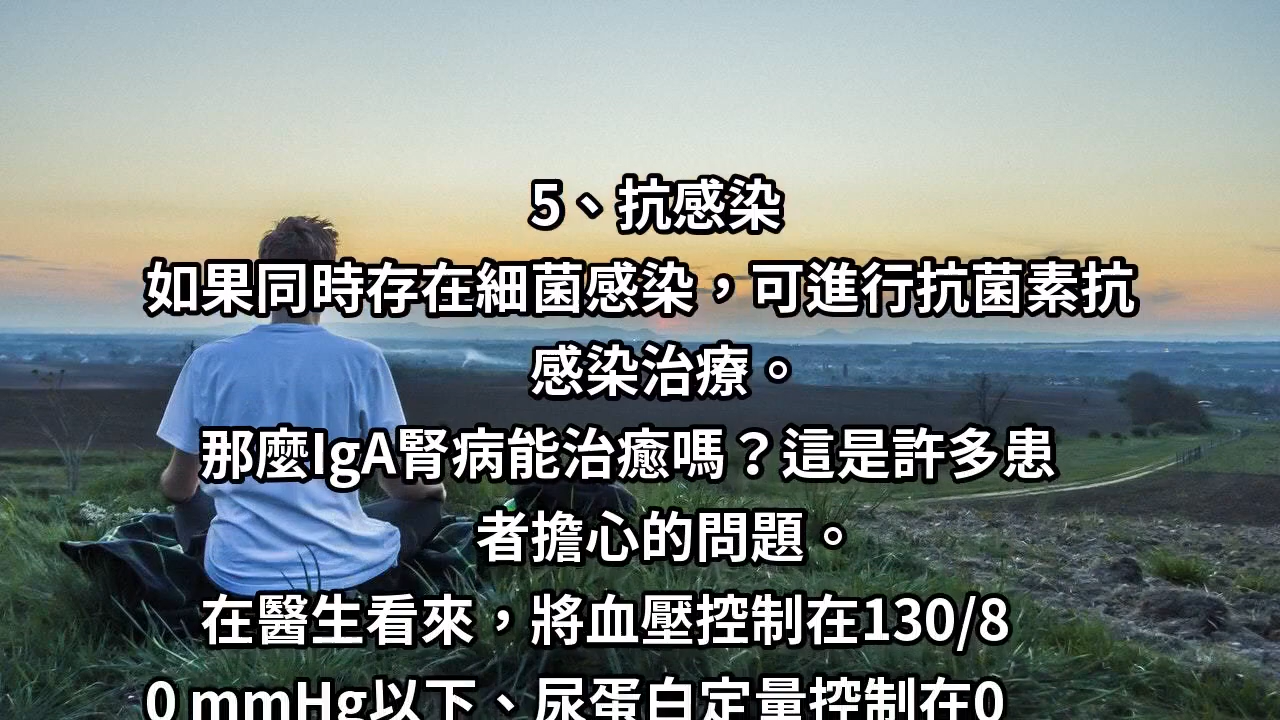 5、抗感染
如果同時存在細菌感染，可進行抗菌素抗
感染治療。
那麼IgA腎病能治癒嗎？這是許多患
者擔心的問題。
在醫生看來，將血壓控制在130/8
0 mmHg以下、尿蛋白定量控制在0